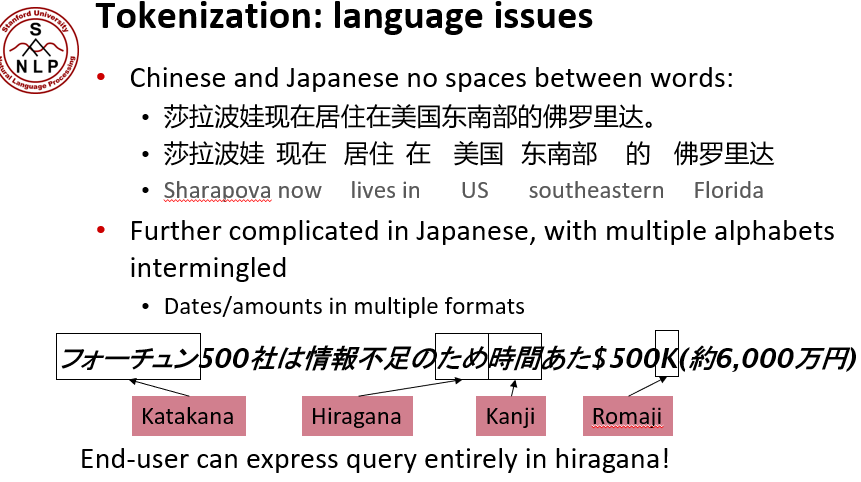 Stanford University
S
NLP
Natural Language Processing
Tokenization: language issues
• Chinese and Japanese no spaces between words:
• 莎拉波娃现在居住在美国东南部的佛罗里达。
• 莎拉波娃 现在 居住 在 美国 东南部 的 佛罗里达
• Sharapova now lives in US southeastern Florida
• Further complicated in Japanese, with multiple alphabets
intermingled
• Dates/amounts in multiple formats
フォーチュン500社は情報不足のため時間あた$500K(約6,000万円)
Katakana Hiragana Kanji Romaji
End-user can express query entirely in hiragana!